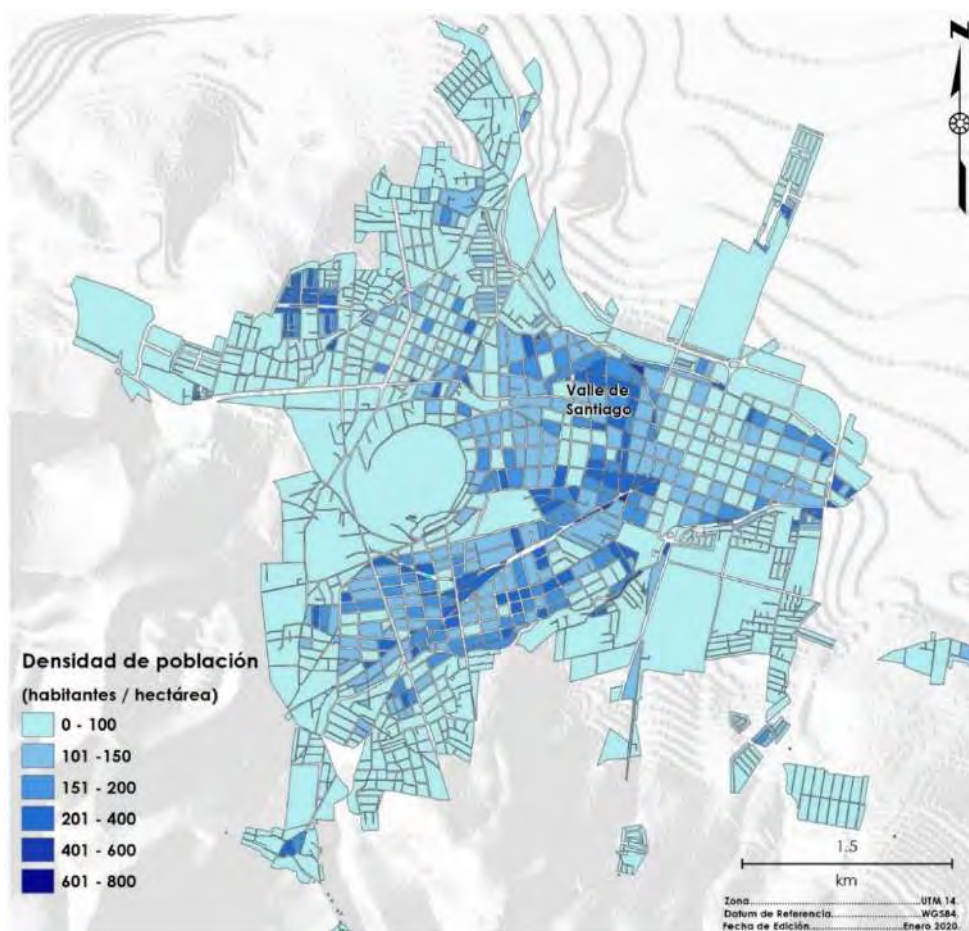 Z
Valle de
Santiago
Densidad de población
(habitantes / hectárea)
0 - 100
101 -150
151 - 200
201 - 400
401 - 600
601 - 800
1.5
km
Zona UTM 14
Datum de Referencia WGS84
Fecha de Edición Enero 2020